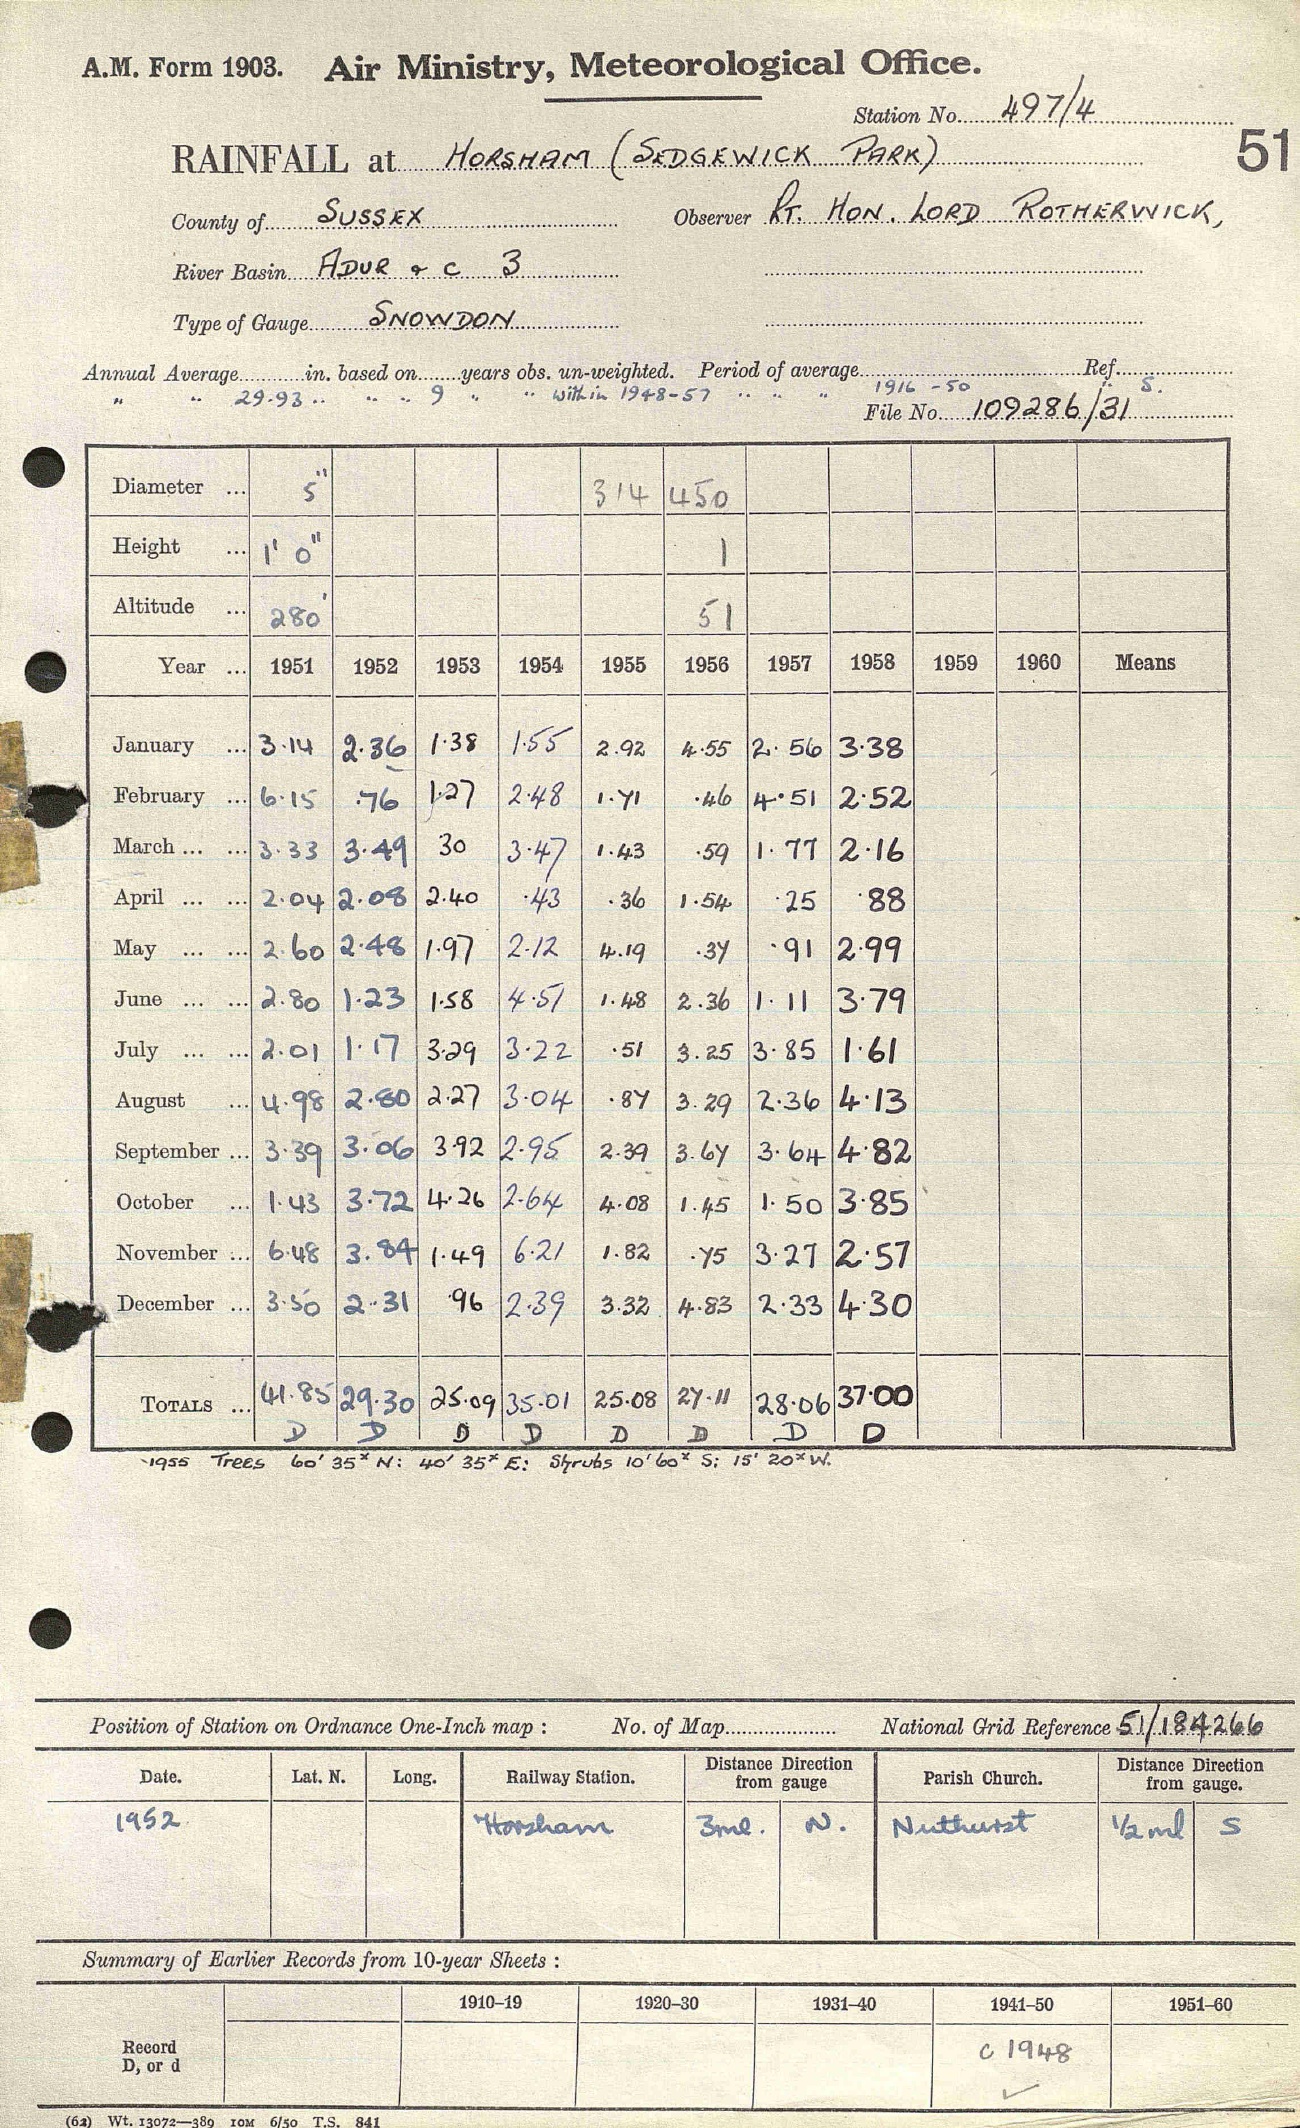 A.M. Form 1903. Air Ministry, Meteorological Office.
Station No. 497/4
51
RAINFALL at HORSHAM (SEDGEWICK PARK)
County of SUSSEX Observer RT. HON. LORD ROTHERWICK,
River Basin ADUR & C 3
Type of Gauge SNOWDON
Annual Average in. based on years obs. un-weighted. Period of average Ref.
" " 29.93 " " " 9 " " within 1948-57 " " " 1916-50 " S.
File No. 109286/31
Diameter ... 5" 314 450
Height ... 1' 0" 1
Altitude ... 280' 51
Year ... 1951 1952 1953 1954 1955 1956 1957 1958 1959 1960 Means
January ... 3.14 2.36 1.38 1.55 2.92 4.55 2.56 3.38
February ... 6.15 .76 1.27 2.48 1.71 .46 4.51 2.52
March ... ... 3.33 3.49 30 3.47 1.43 .59 1.77 2.16
April ... ... 2.04 2.08 2.40 .43 .36 1.54 .25 .88
May ... ... 2.60 2.48 1.97 2.12 4.19 .37 .91 2.99
June ... ... 2.80 1.23 1.58 4.51 1.48 2.36 1.11 3.79
July ... ... 2.01 1.17 3.29 3.22 .51 3.25 3.85 1.61
August ... 4.98 2.80 2.27 3.04 .87 3.29 2.36 4.13
September ... 3.39 3.06 3.92 2.95 2.39 3.67 3.64 4.82
October ... 1.43 3.72 4.26 2.64 4.08 1.45 1.50 3.85
November ... 6.48 3.84 1.49 6.21 1.82 .75 3.27 2.57
December ... 3.50 2.31 .96 2.39 3.32 4.83 2.33 4.30
TOTALS ... 41.85 29.30 25.09 35.01 25.08 27.11 28.06 37.00
D D D D D D D D
1955 Trees 60' 35x N: 40' 35x E: Shrubs 10' 60x S: 15' 20x W.
Position of Station on Ordnance One-Inch map : No. of Map National Grid Reference 51/184266
Date. Lat. N. Long. Railway Station. Distance Direction from gauge Parish Church. Distance Direction from gauge.
1952 Horsham 3ml. N. Nuthurst 1/2 ml S
Summary of Earlier Records from 10-year Sheets :
1910–19 1920–30 1931–40 1941–50 1951–60
Record D, or d c 1948 ✓
(62) Wt. 13072—389 10M 6/50 T.S. 841